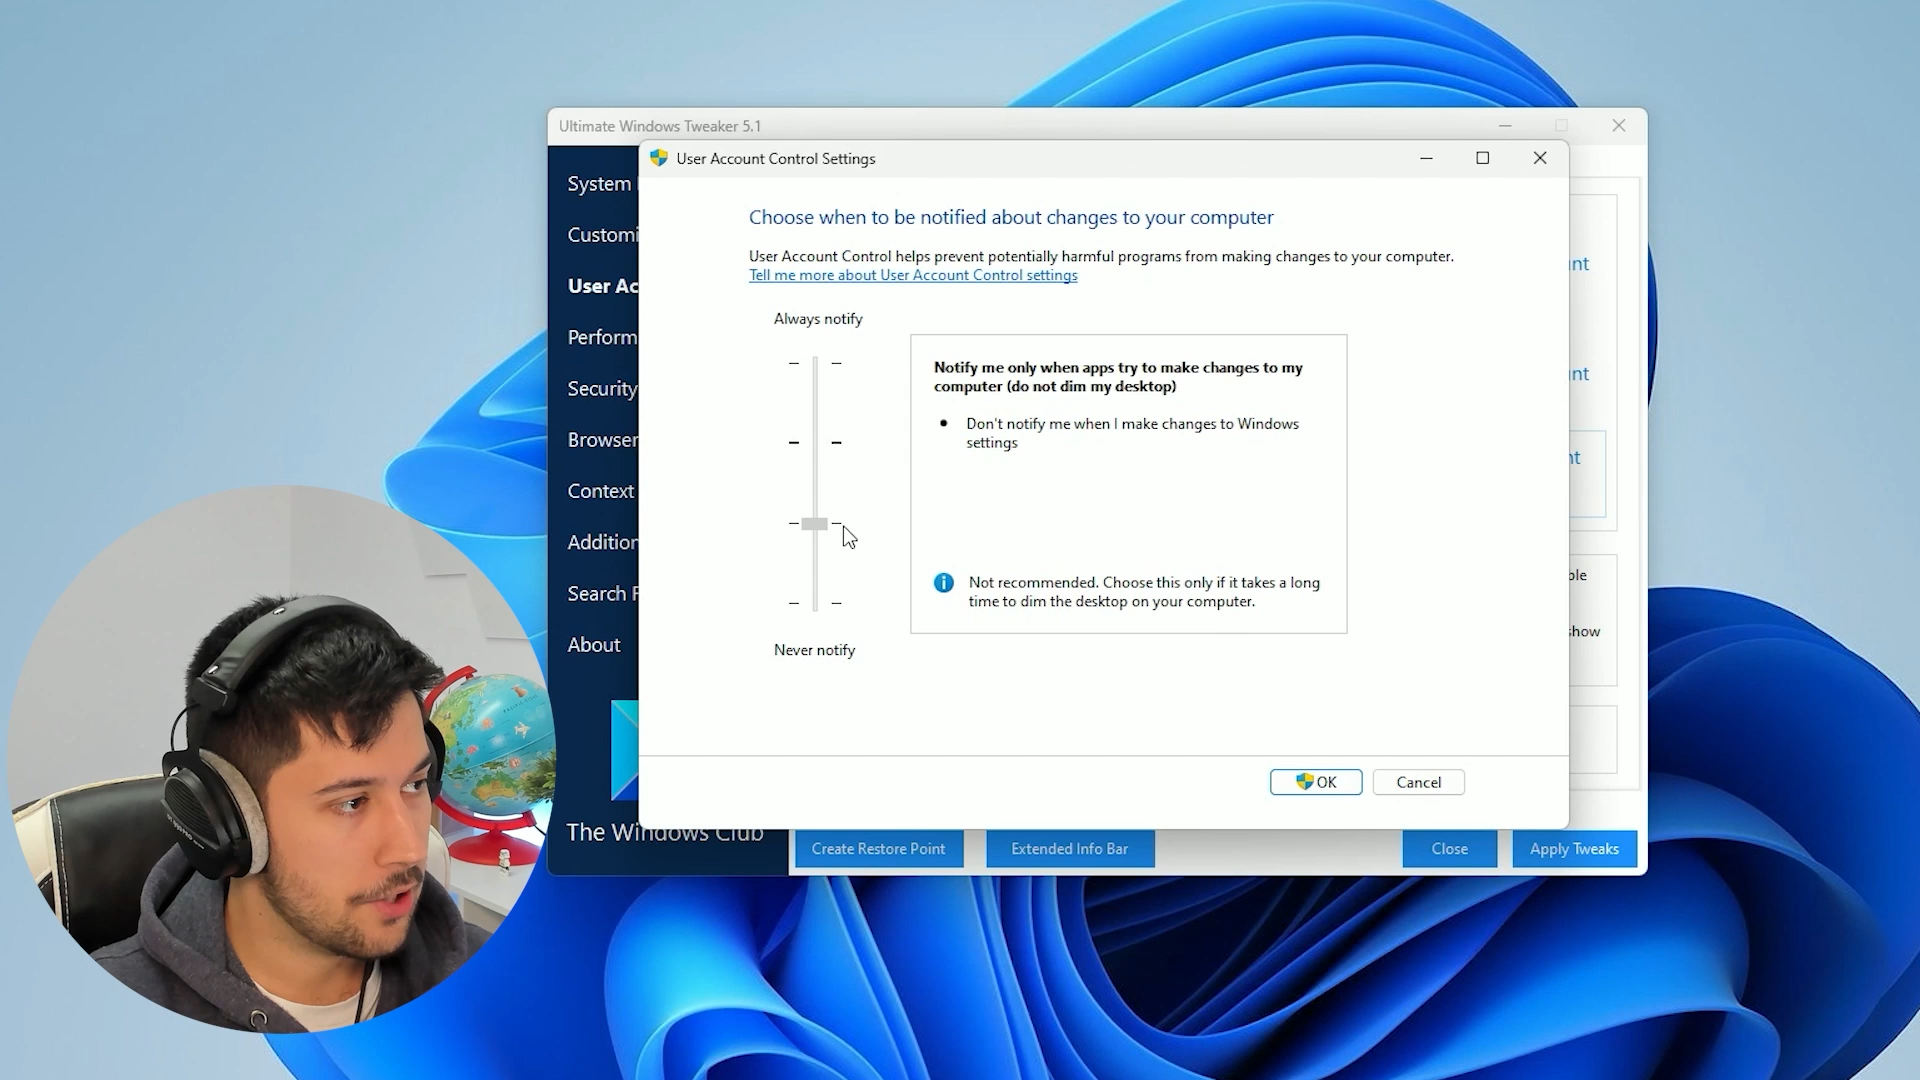 Ultimate Windows Tweaker 5.1
User Account Control Settings
System
Customi
User Ac
Perform
Security
Browser
Context
Addition
Search F
About
The Windows Club
Choose when to be notified about changes to your computer
User Account Control helps prevent potentially harmful programs from making changes to your computer.
Tell me more about User Account Control settings
Always notify
Never notify
Notify me only when apps try to make changes to my
computer (do not dim my desktop)
• Don't notify me when I make changes to Windows
settings
Not recommended. Choose this only if it takes a long
time to dim the desktop on your computer.
OK
Cancel
unt
unt
nt
ble
show
Create Restore Point
Extended Info Bar
Close
Apply Tweaks